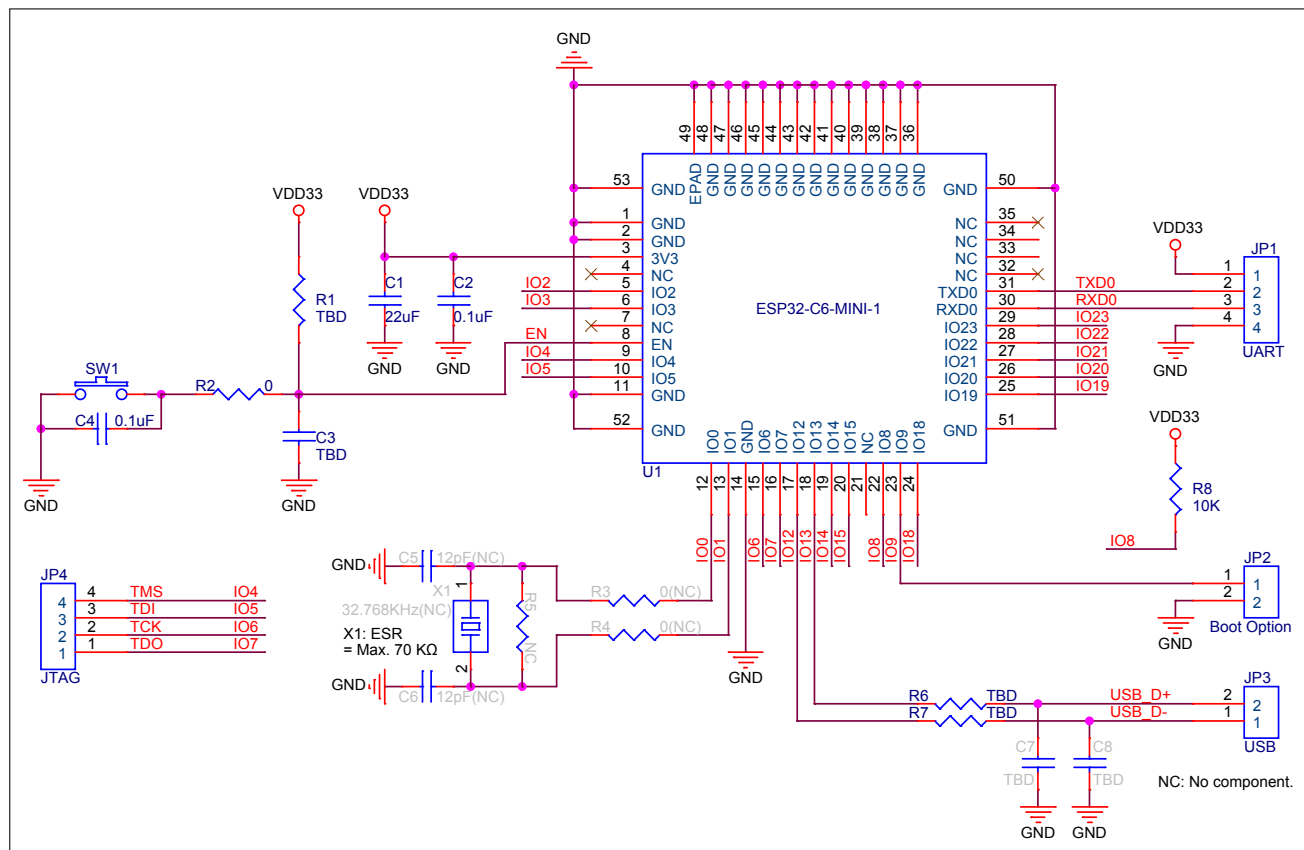 GND
49
48
47
46
45
44
43
42
41
40
39
38
37
36
EPAD
GND
GND
GND
GND
GND
GND
GND
GND
GND
GND
GND
GND
GND
53
GND
GND
50
1
GND
NC
35
2
GND
NC
34
3
3V3
NC
33
4
NC
NC
32
IO2
5
IO2
TXD0
31
TXD0
IO3
6
IO3
RXD0
30
RXD0
7
NC
IO23
29
IO23
EN
8
EN
IO22
28
IO22
IO4
9
IO4
IO21
27
IO21
IO5
10
IO5
IO20
26
IO20
11
GND
IO19
25
IO19
52
GND
GND
51
ESP32-C6-MINI-1
U1
IO0
IO1
GND
IO6
IO7
IO12
IO13
IO14
IO15
NC
IO8
IO9
IO18
12
13
14
15
16
17
18
19
20
21
22
23
24
IO0
IO1
IO6
IO7
IO12
IO13
IO14
IO15
IO8
IO9
IO18
VDD33
R1
TBD
VDD33
C1
22uF
GND
C2
0.1uF
GND
SW1
R2
0
C4
0.1uF
GND
C3
TBD
GND
VDD33
JP1
1
1
2
2
3
3
4
4
UART
GND
VDD33
R8
10K
IO8
JP2
1
1
2
2
Boot Option
GND
JP4
4
4
TMS
IO4
3
3
TDI
IO5
2
2
TCK
IO6
1
1
TDO
IO7
JTAG
GND
C5
12pF(NC)
X1
1
32.768KHz(NC)
X1: ESR
= Max. 70 KΩ
2
R5
NC
GND
C6
12pF(NC)
R3
0(NC)
R4
0(NC)
GND
R6
TBD
USB_D+
R7
TBD
USB_D-
JP3
2
2
1
1
USB
C7
TBD
GND
C8
TBD
GND
NC: No component.